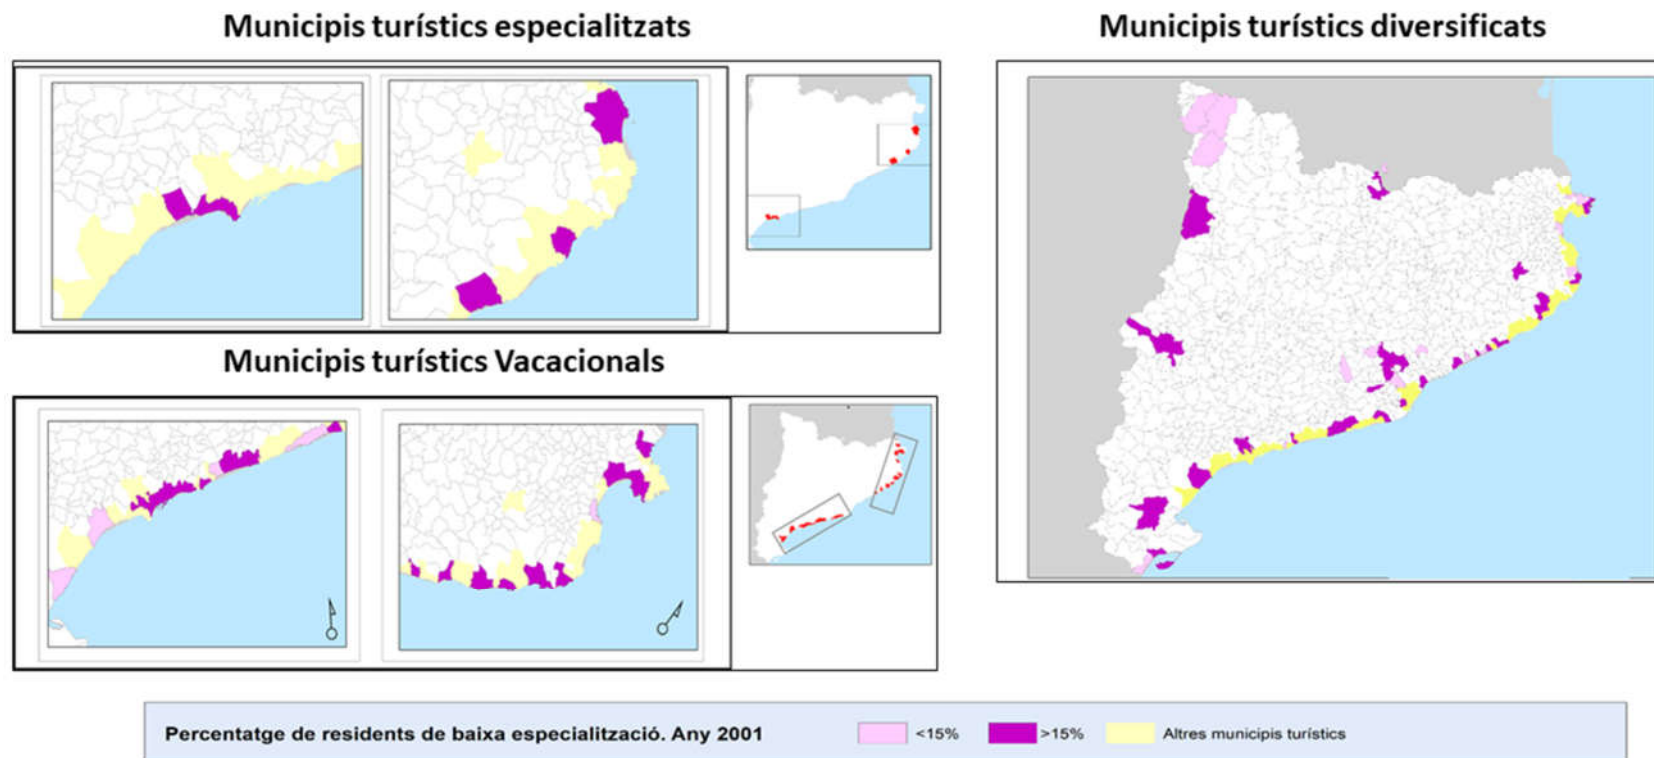 Municipis turístics especialitzats
Municipis turístics diversificats
Municipis turístics Vacacionals
Percentatge de residents de baixa especialització. Any 2001
<15%
>15%
Altres municipis turístics